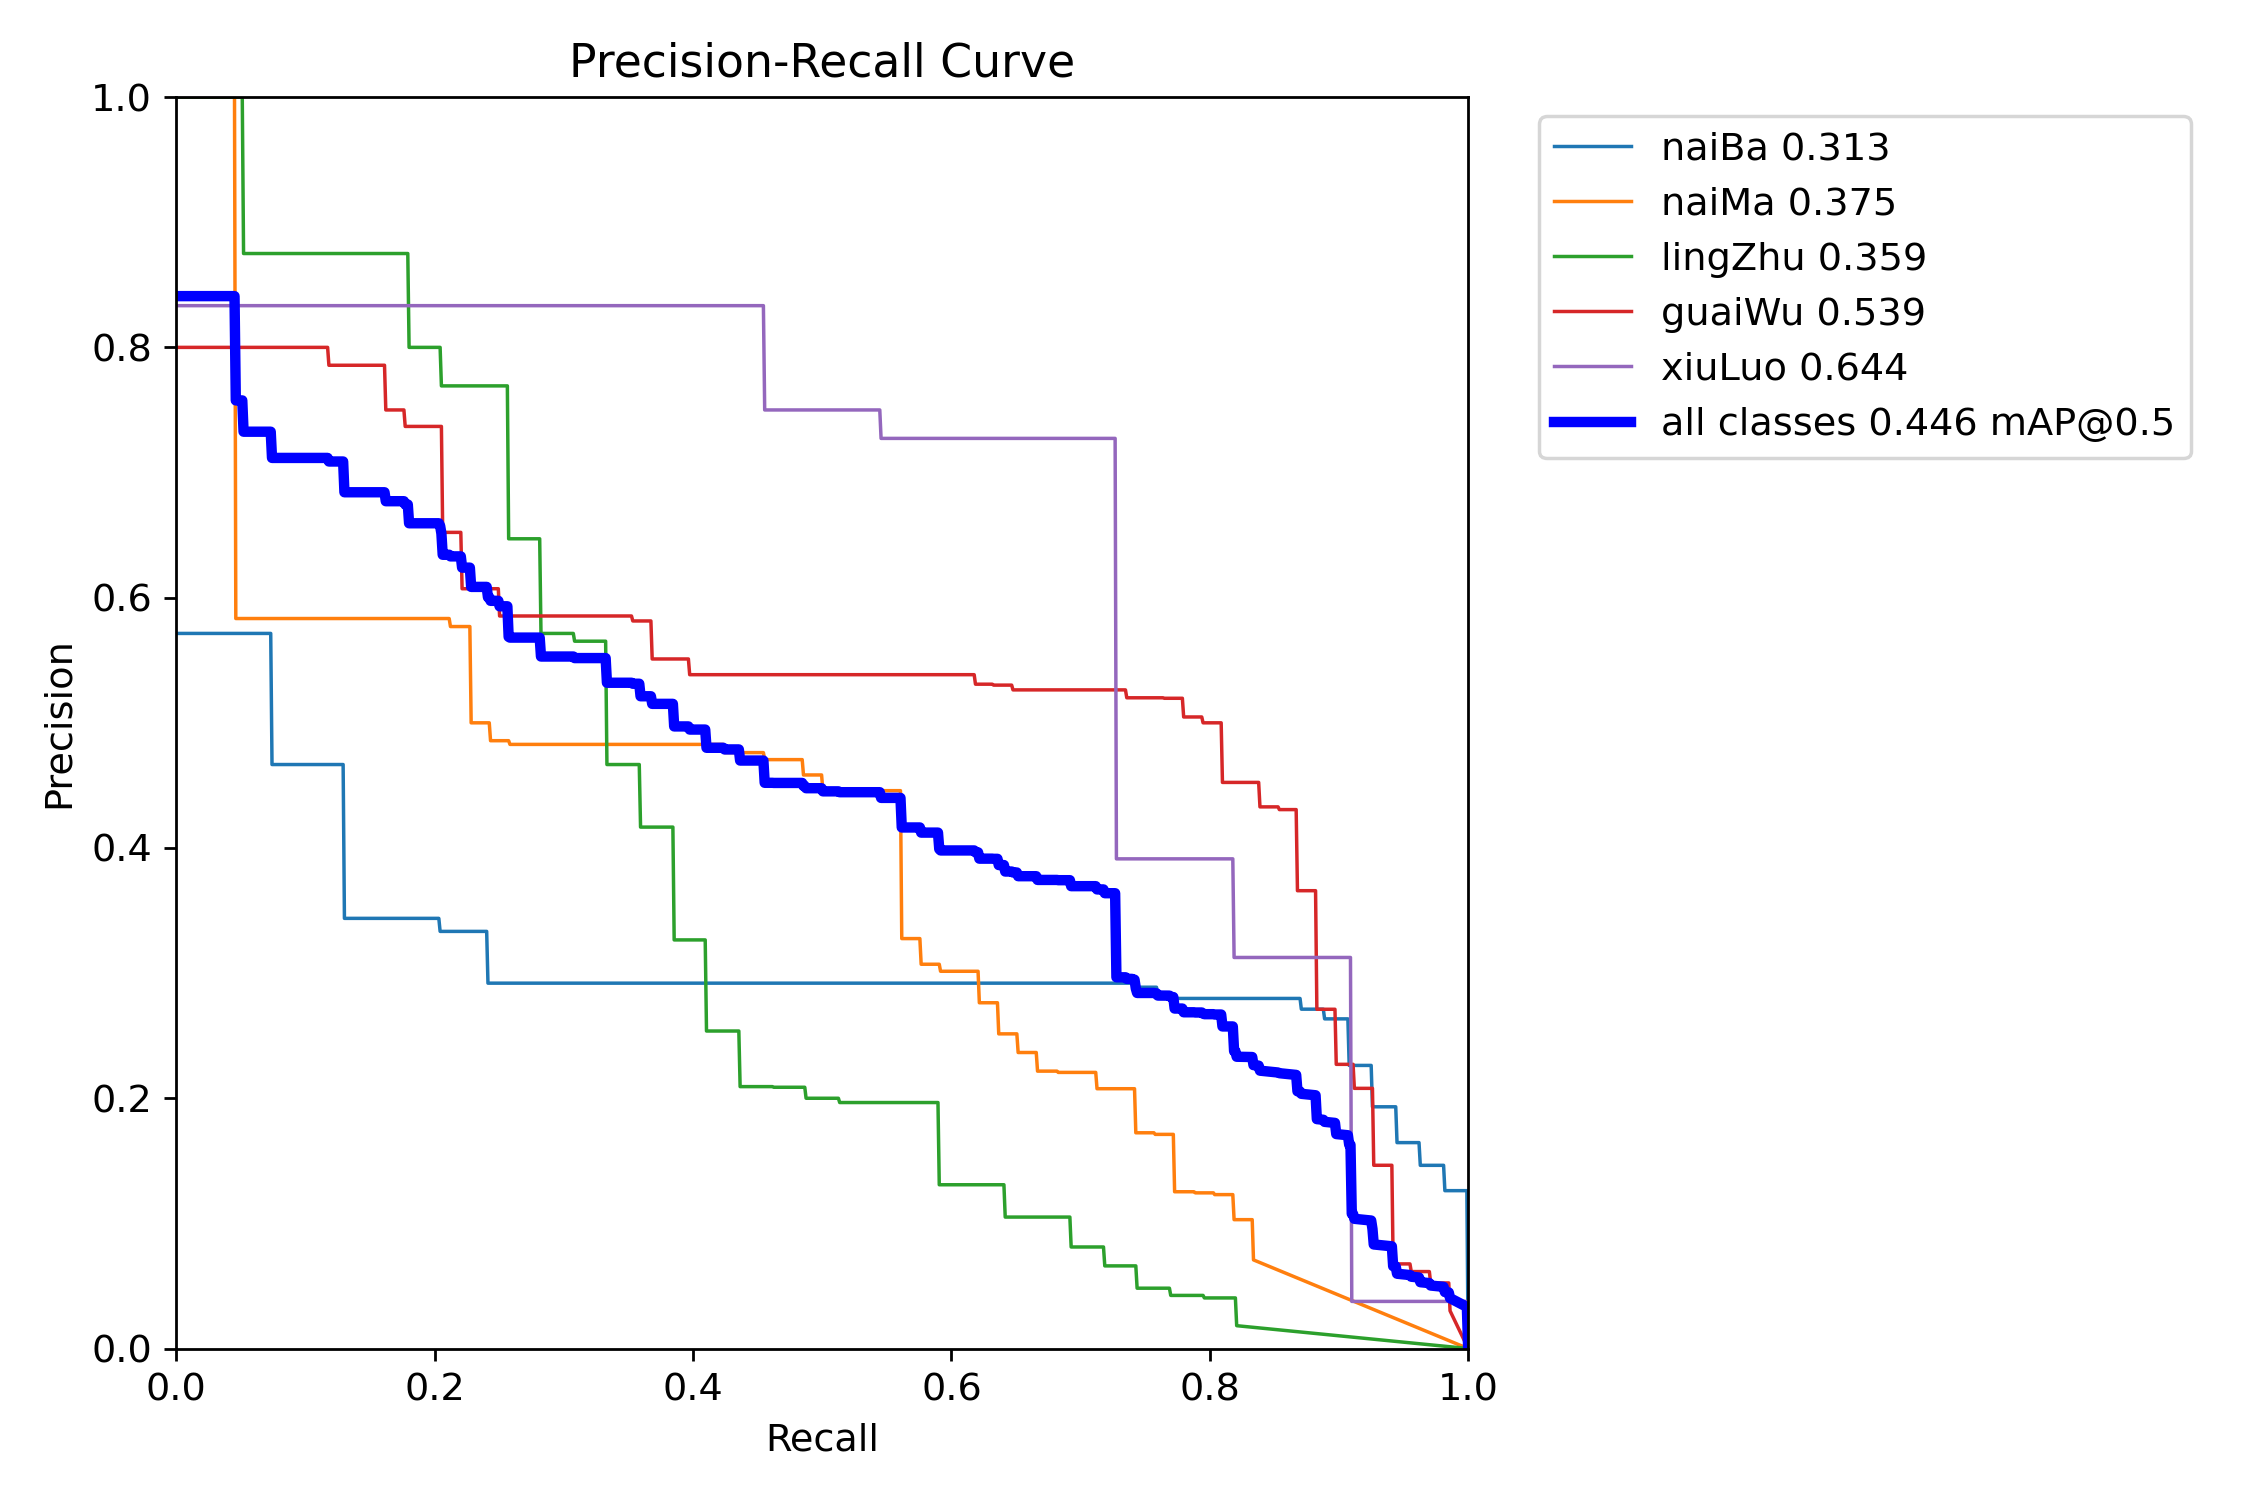 Precision-Recall Curve
1.0
0.8
0.6
0.4
0.2
0.0
Precision
0.0 0.2 0.4 0.6 0.8 1.0
Recall
naiBa 0.313
naiMa 0.375
lingZhu 0.359
guaiWu 0.539
xiuLuo 0.644
all classes 0.446 mAP@0.5